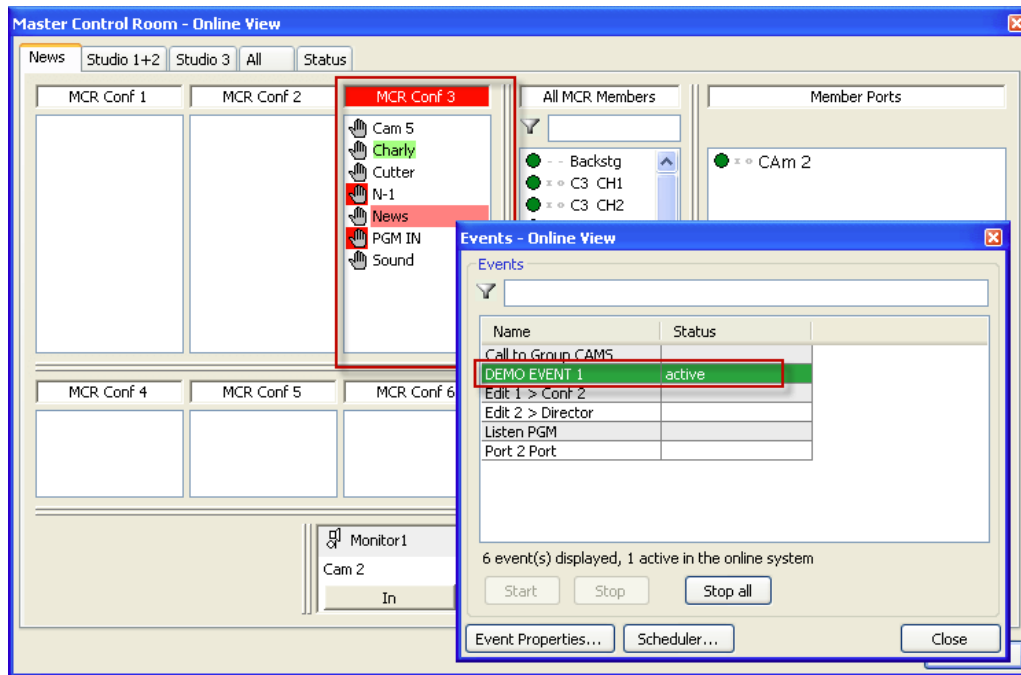 Master Control Room - Online View
News Studio 1+2 Studio 3 All Status
MCR Conf 1 MCR Conf 2 MCR Conf 3 All MCR Members Member Ports
Cam 5
Charly
Cutter
N-1
News
PGM IN
Sound
- - Backstg
C3 CH1
C3 CH2
CAm 2
MCR Conf 4 MCR Conf 5 MCR Conf 6
Monitor1
Cam 2
In
Events - Online View
Events
Name Status
Call to Group CAMS
DEMO EVENT 1 active
Edit 1 > Conf 2
Edit 2 > Director
Listen PGM
Port 2 Port
6 event(s) displayed, 1 active in the online system
Start Stop Stop all
Event Properties... Scheduler... Close